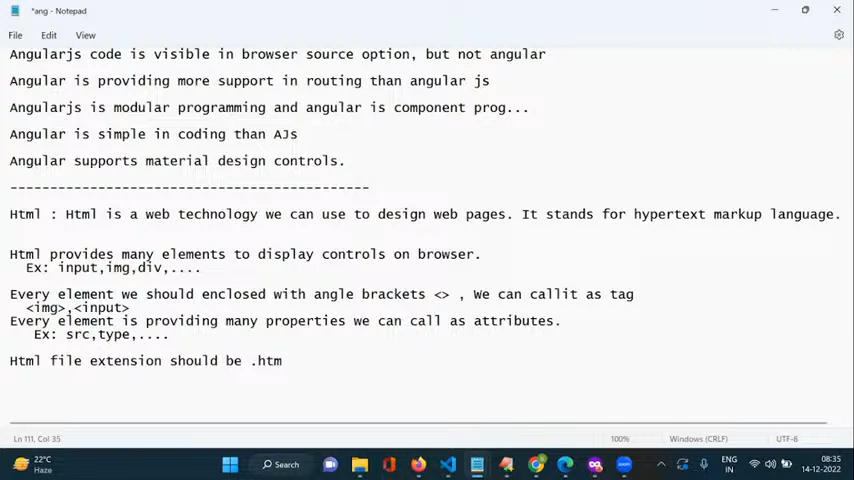 *ang - Notepad
File Edit View
Angularjs code is visible in browser source option, but not angular
Angular is providing more support in routing than angular js
Angularjs is modular programming and angular is component prog...
Angular is simple in coding than AJs
Angular supports material design controls.
---------------------------------------------
Html : Html is a web technology we can use to design web pages. It stands for hypertext markup language.
Html provides many elements to display controls on browser.
Ex: input,img,div,....
Every element we should enclosed with angle brackets <> , We can callit as tag
<img>,<input>
Every element is providing many properties we can call as attributes.
Ex: src,type,....
Html file extension should be .htm
Ln 111, Col 35 100% Windows (CRLF) UTF-8
22°C
Haze
Search
ENG
IN
08:35
14-12-2022